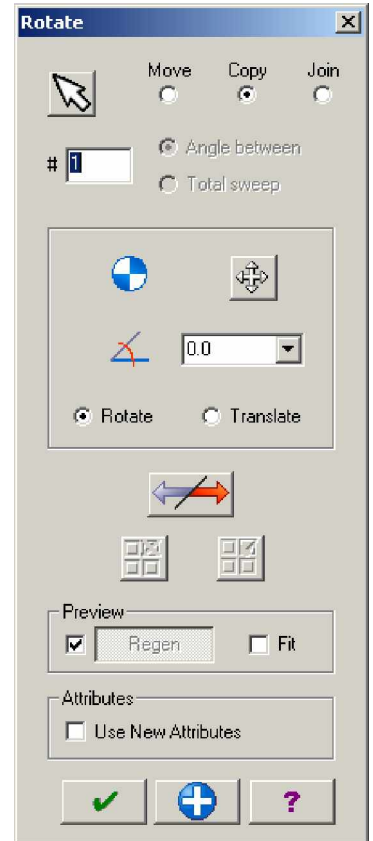 Rotate
Move Copy Join
# 1
Angle between
Total sweep
0.0
Rotate Translate
Preview
Regen Fit
Attributes
Use New Attributes
?